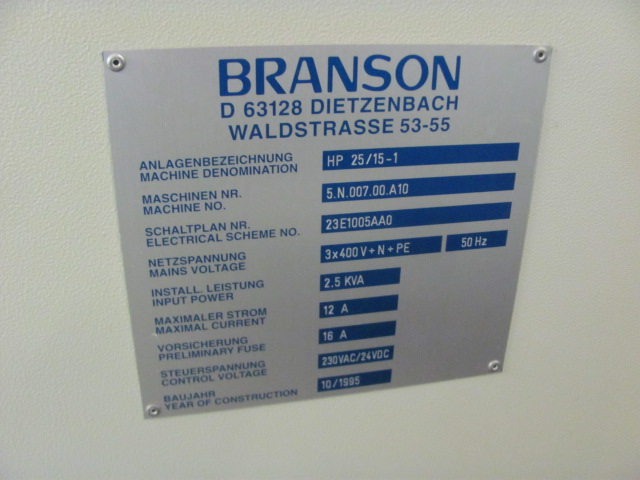 BRANSON
D 63128 DIETZENBACH
WALDSTRASSE 53-55
ANLAGENBEZEICHNUNG
MACHINE DENOMINATION
HP 25/15-1
MASCHINEN NR.
MACHINE NO.
5.N.007.00.A10
SCHALTPLAN NR.
ELECTRICAL SCHEME NO.
23E1005AA0
NETZSPANNUNG
MAINS VOLTAGE
3x400V+N+PE 50 Hz
INSTALL. LEISTUNG
INPUT POWER
2.5 KVA
MAXIMALER STROM
MAXIMAL CURRENT
12 A
VORSICHERUNG
PRELIMINARY FUSE
16 A
STEUERSPANNUNG
CONTROL VOLTAGE
230VAC/24VDC
BAUJAHR
YEAR OF CONSTRUCTION
10/1995